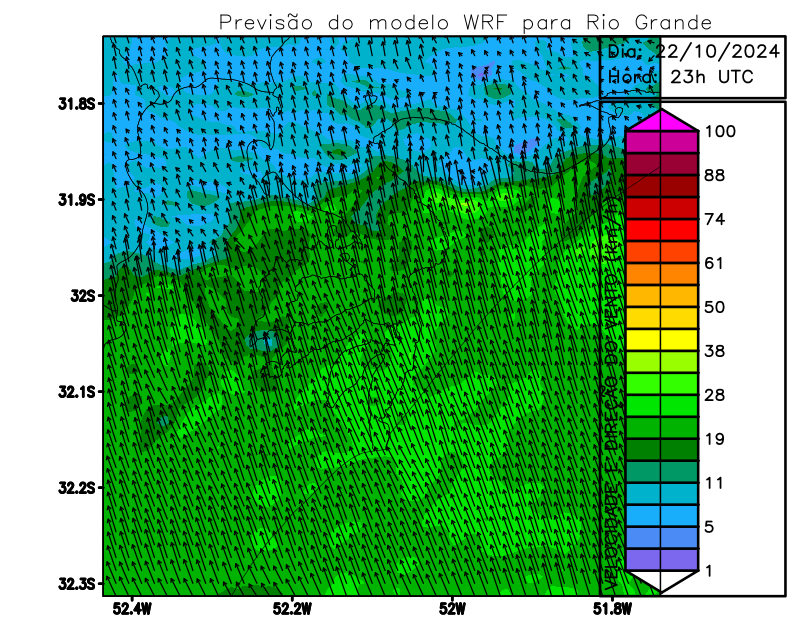 Previsão do modelo WRF para Rio Grande
Dia: 22/10/2024
Hora: 23h UTC
31.8S
31.9S
32S
32.1S
32.2S
32.3S
52.4W
52.2W
52W
51.8W
VELOCIDADE E DIREÇÃO DO VENTO (km/h)
100
88
74
61
50
38
28
19
11
5
1